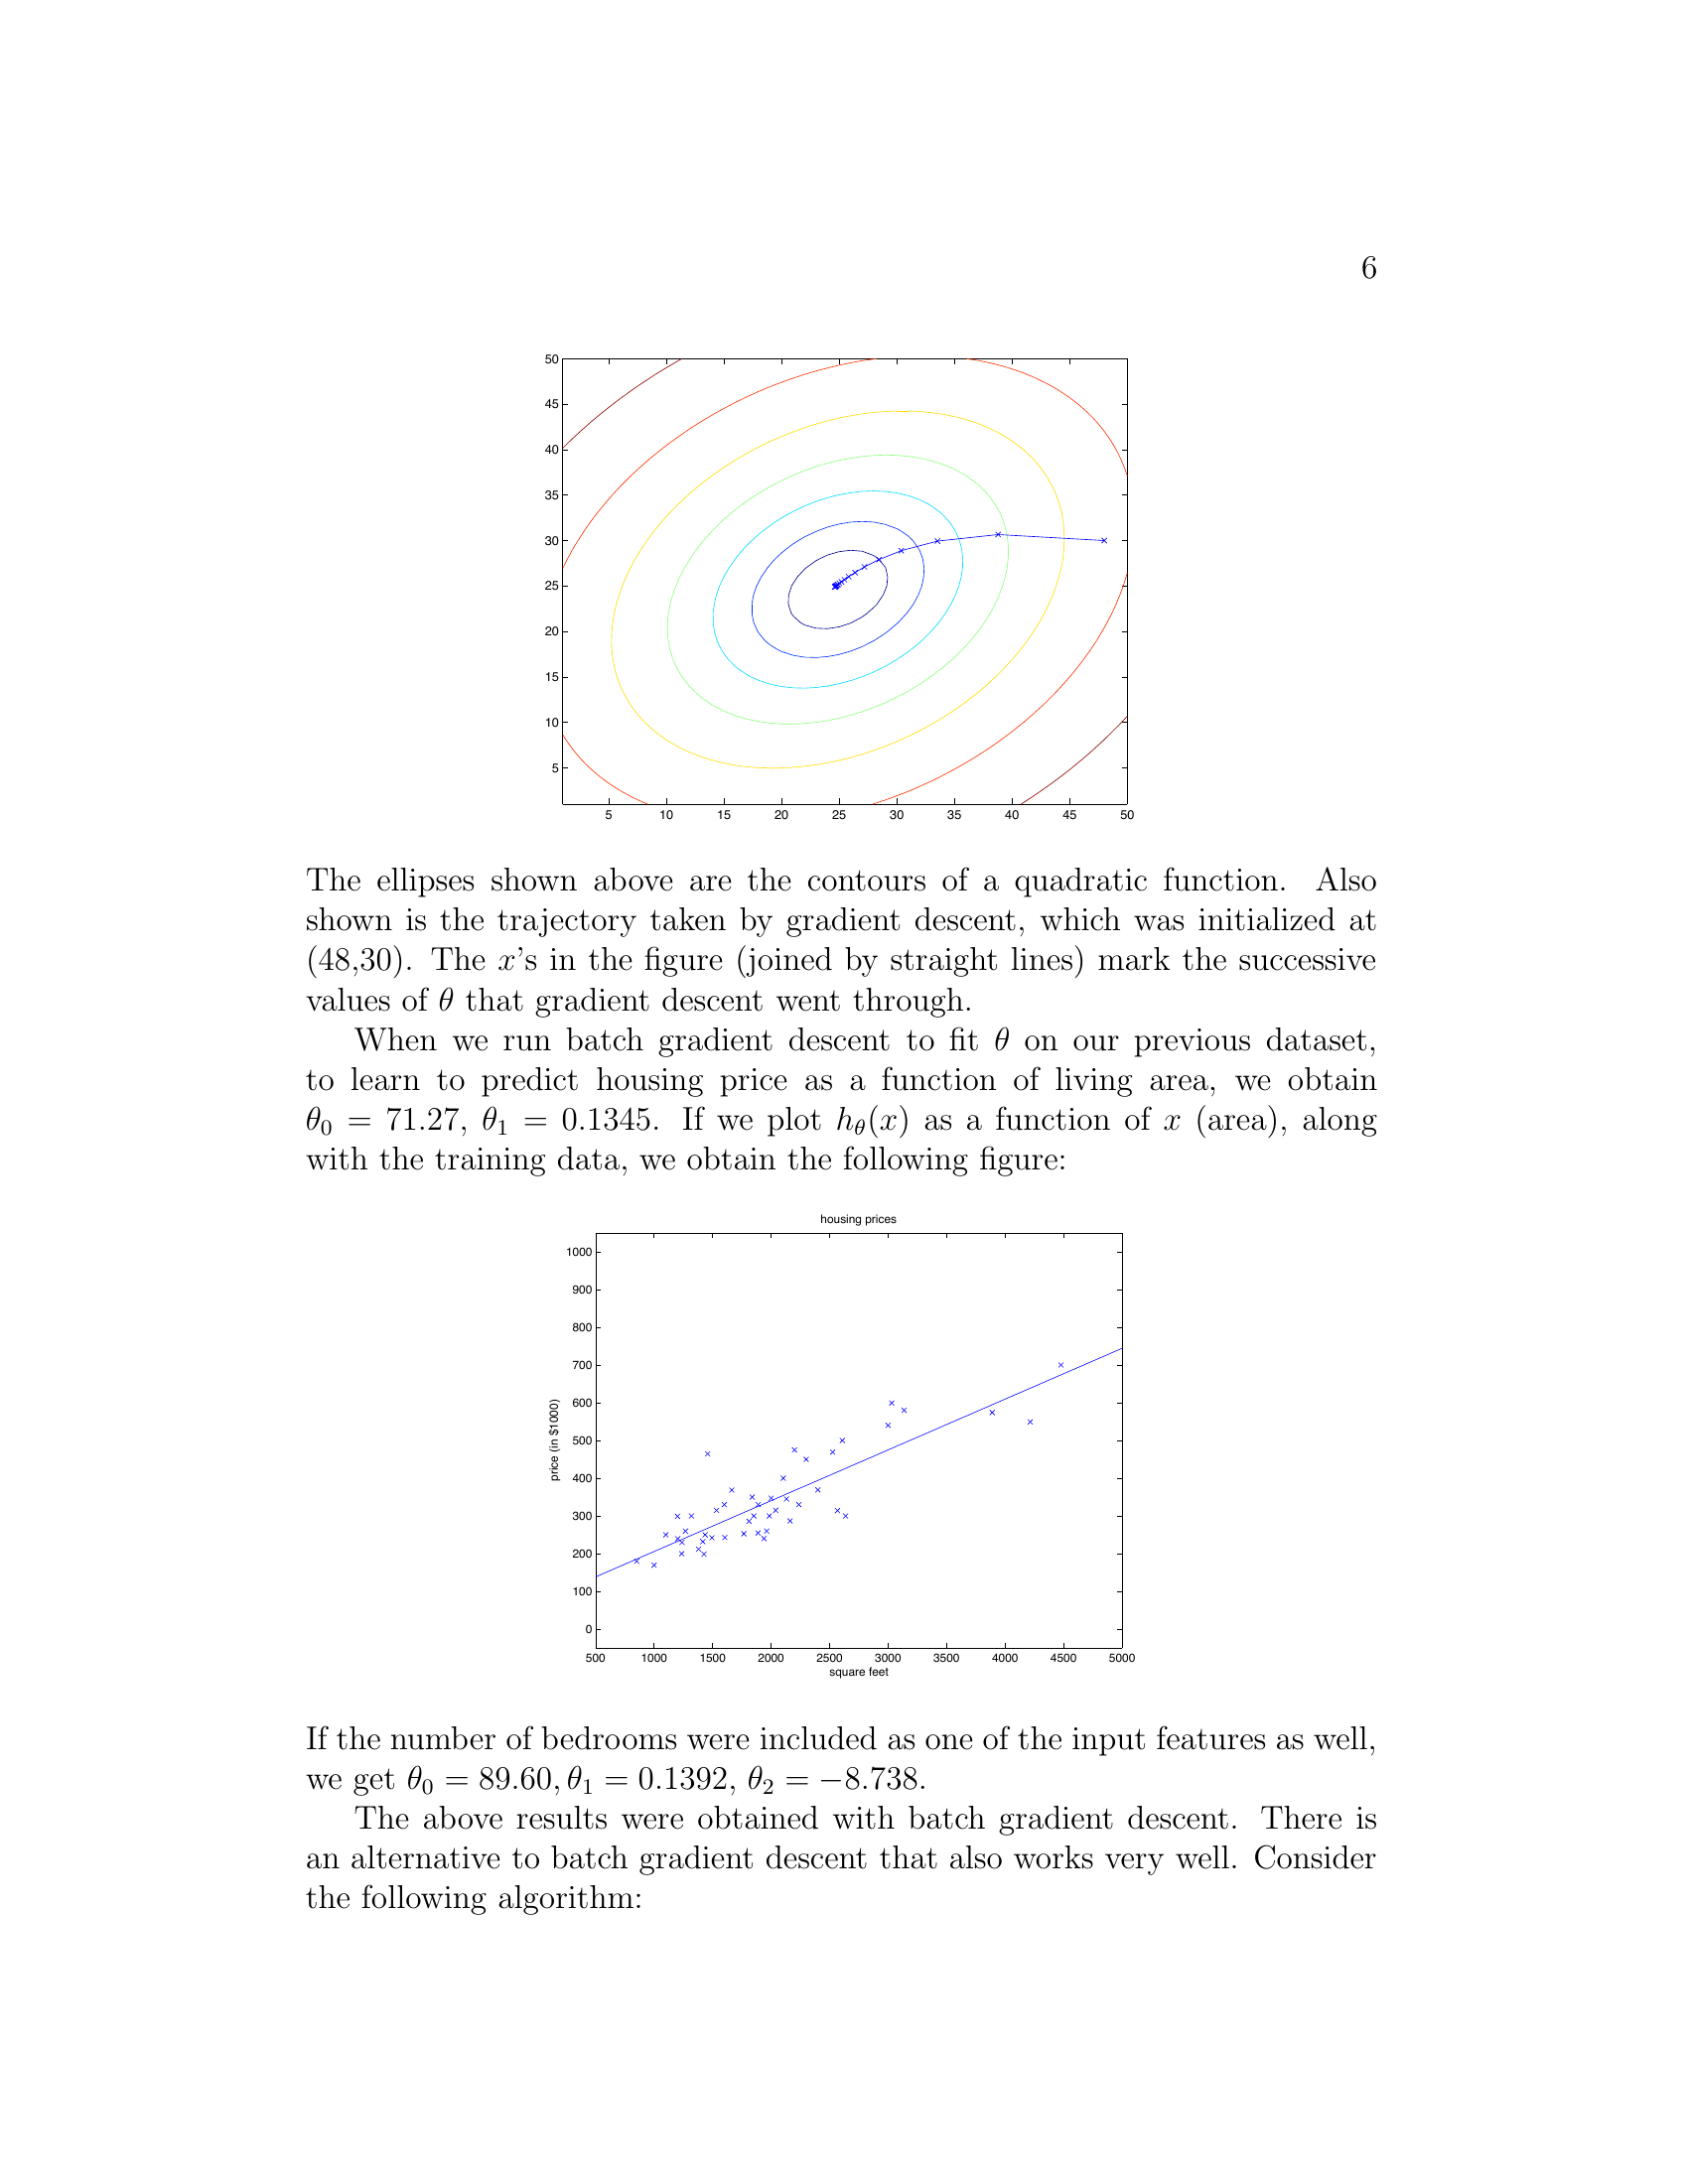 6
50
45
40
35
30
25
20
15
10
5
5 10 15 20 25 30 35 40 45 50
The ellipses shown above are the contours of a quadratic function. Also
shown is the trajectory taken by gradient descent, which was initialized at
(48,30). The x's in the figure (joined by straight lines) mark the successive
values of θ that gradient descent went through.
When we run batch gradient descent to fit θ on our previous dataset,
to learn to predict housing price as a function of living area, we obtain
θ₀ = 71.27, θ₁ = 0.1345. If we plot hθ(x) as a function of x (area), along
with the training data, we obtain the following figure:
housing prices
1000
900
800
700
600
500
400
300
200
100
0
price (in $1000)
500 1000 1500 2000 2500 3000 3500 4000 4500 5000
square feet
If the number of bedrooms were included as one of the input features as well,
we get θ₀ = 89.60, θ₁ = 0.1392, θ₂ = −8.738.
The above results were obtained with batch gradient descent. There is
an alternative to batch gradient descent that also works very well. Consider
the following algorithm: